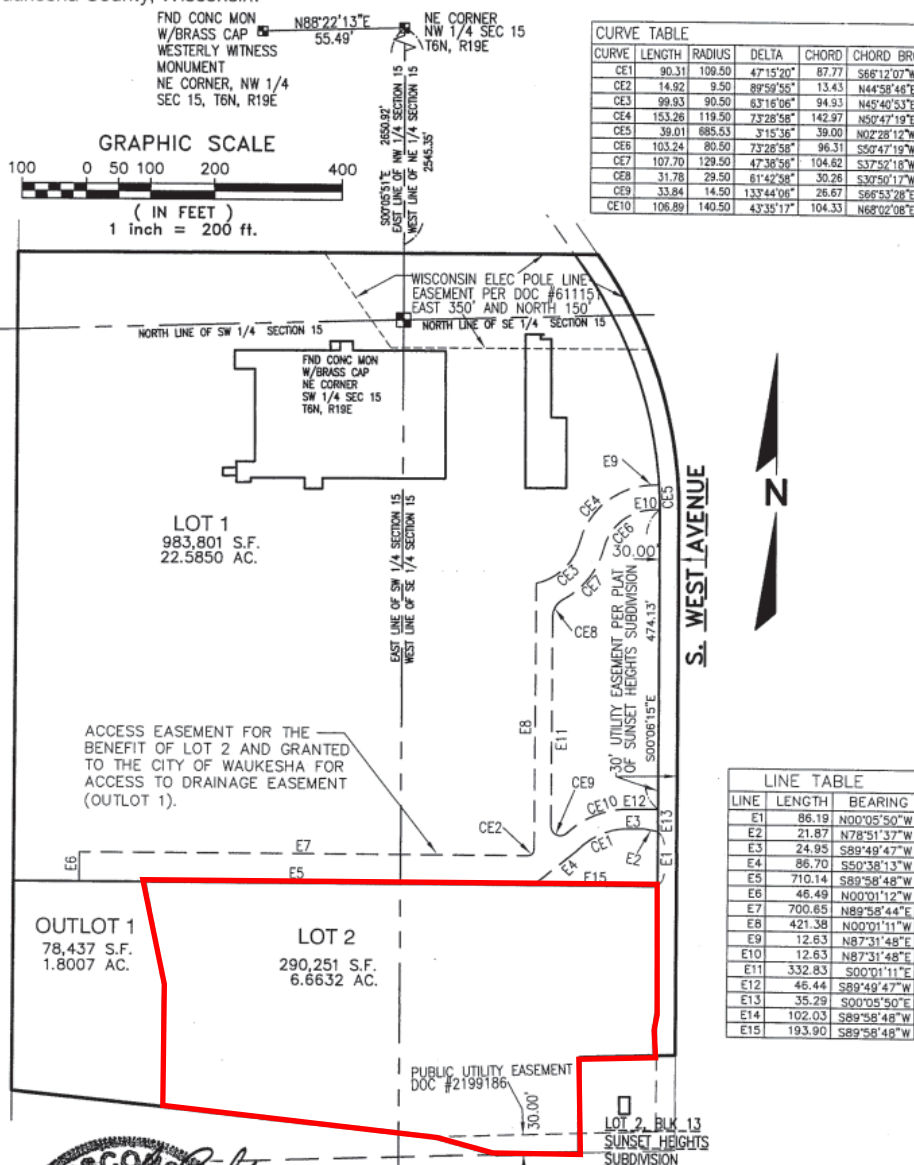 County, Wisconsin.
FND CONC MON
W/BRASS CAP
WESTERLY WITNESS
MONUMENT
NE CORNER, NW 1/4
SEC 15, T6N, R19E
N88°22'13"E
55.49'
NE CORNER
NW 1/4 SEC 15
T6N, R19E
S00°05'51"E 2650.92'
EAST LINE OF NW 1/4 SECTION 15
WEST LINE OF NE 1/4 SECTION 15
2545.35'
GRAPHIC SCALE
100 0 50 100 200 400
( IN FEET )
1 inch = 200 ft.
CURVE TABLE
CURVE LENGTH RADIUS DELTA CHORD CHORD BRG
CE1 90.31 109.50 47°15'20" 87.77 S66°12'07"W
CE2 14.92 9.50 89°59'55" 13.43 N44°58'46"E
CE3 99.93 90.50 63°16'06" 94.93 N45°40'53"E
CE4 153.26 119.50 73°28'58" 142.97 N50°47'19"E
CE5 39.01 685.53 3°15'36" 39.00 N02°28'12"W
CE6 103.24 80.50 73°28'58" 96.31 S50°47'19"W
CE7 107.70 129.50 47°38'56" 104.62 S37°52'18"W
CE8 31.78 29.50 61°42'58" 30.26 S30°50'17"W
CE9 33.84 14.50 133°44'06" 26.67 S66°53'28"E
CE10 106.89 140.50 43°35'17" 104.33 N68°02'08"E
WISCONSIN ELEC POLE LINE
EASEMENT PER DOC #611151
EAST 350' AND NORTH 150'
NORTH LINE OF SW 1/4 SECTION 15
NORTH LINE OF SE 1/4 SECTION 15
FND CONC MON
W/BRASS CAP
NE CORNER
SW 1/4 SEC 15
T6N, R19E
LOT 1
983,801 S.F.
22.5850 AC.
EAST LINE OF SW 1/4 SECTION 15
WEST LINE OF SE 1/4 SECTION 15
E9
CE4
E10
CE5
CE6
30.00'
CE3
CE7
CE8
E8
E11
30' UTILITY EASEMENT PER PLAT
OF SUNSET HEIGHTS SUBDIVISION
S00°06'15"E 474.13'
S. WEST AVENUE
N
ACCESS EASEMENT FOR THE
BENEFIT OF LOT 2 AND GRANTED
TO THE CITY OF WAUKESHA FOR
ACCESS TO DRAINAGE EASEMENT
(OUTLOT 1).
CE9
CE10 E12
CE2
E3
CE1
E13
E2
E4
E1
E7
E6
E5
E15
OUTLOT 1
78,437 S.F.
1.8007 AC.
LOT 2
290,251 S.F.
6.6632 AC.
LINE TABLE
LINE LENGTH BEARING
E1 86.19 N00°05'50"W
E2 21.87 N78°51'37"W
E3 24.95 S89°49'47"W
E4 86.70 S50°38'13"W
E5 710.14 S89°58'48"W
E6 46.49 N00°01'12"W
E7 700.65 N89°58'44"E
E8 421.38 N00°01'11"W
E9 12.63 N87°31'48"E
E10 12.63 N87°31'48"E
E11 332.83 S00°01'11"E
E12 46.44 S89°49'47"W
E13 35.29 S00°05'50"E
E14 102.03 S89°58'48"W
E15 193.90 S89°58'48"W
PUBLIC UTILITY EASEMENT
DOC #2199186
30.00'
LOT 2, BLK 13
SUNSET HEIGHTS
SUBDIVISION